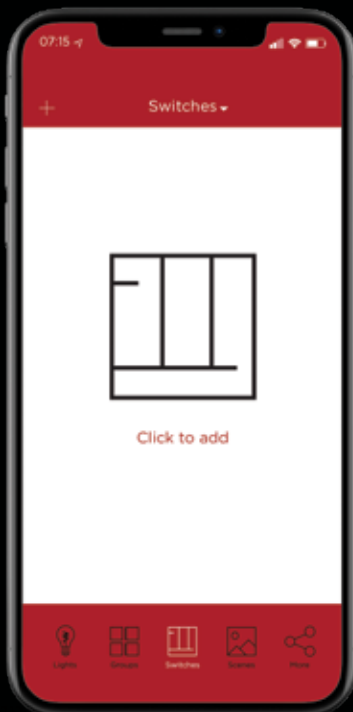 07:15
Switches
Click to add
Lights
Groups
Switches
Scenes
More